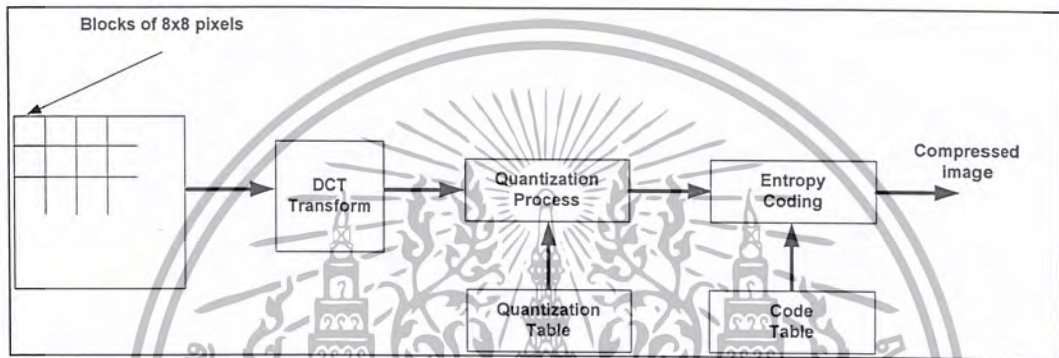 Blocks of 8x8 pixels
DCT
Transform
Quantization
Process
Entropy
Coding
Compressed
image
Quantization
Table
Code
Table